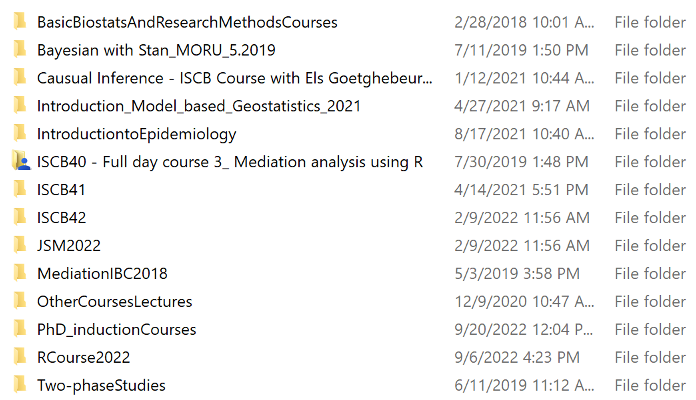 BasicBiostatsAndResearchMethodsCourses 2/28/2018 10:01 A... File folder
Bayesian with Stan_MORU_5.2019 7/11/2019 1:50 PM File folder
Causual Inference - ISCB Course with Els Goetghebeur... 1/12/2021 10:44 A... File folder
Introduction_Model_based_Geostatistics_2021 4/27/2021 9:17 AM File folder
IntroductiontoEpidemiology 8/17/2021 10:40 A... File folder
ISCB40 - Full day course 3_ Mediation analysis using R 7/30/2019 1:48 PM File folder
ISCB41 4/14/2021 5:51 PM File folder
ISCB42 2/9/2022 11:56 AM File folder
JSM2022 2/9/2022 11:56 AM File folder
MediationIBC2018 5/3/2019 3:58 PM File folder
OtherCoursesLectures 12/9/2020 10:47 A... File folder
PhD_inductionCourses 9/20/2022 12:04 P... File folder
RCourse2022 9/6/2022 4:23 PM File folder
Two-phaseStudies 6/11/2019 11:12 A... File folder